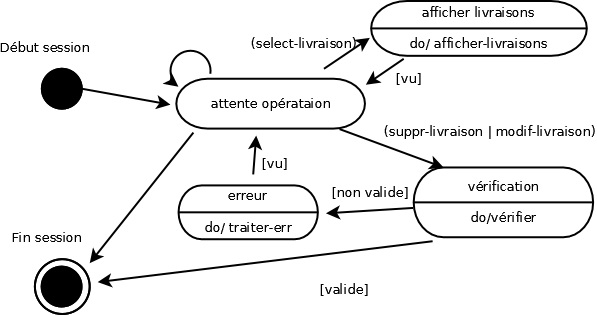 afficher livraisons
Début session
(select-livraison)
do/ afficher-livraisons
[vu]
attente opérataion
(suppr-livraison | modif-livraison)
[vu]
erreur
[non valide]
vérification
do/ traiter-err
do/vérifier
Fin session
[valide]